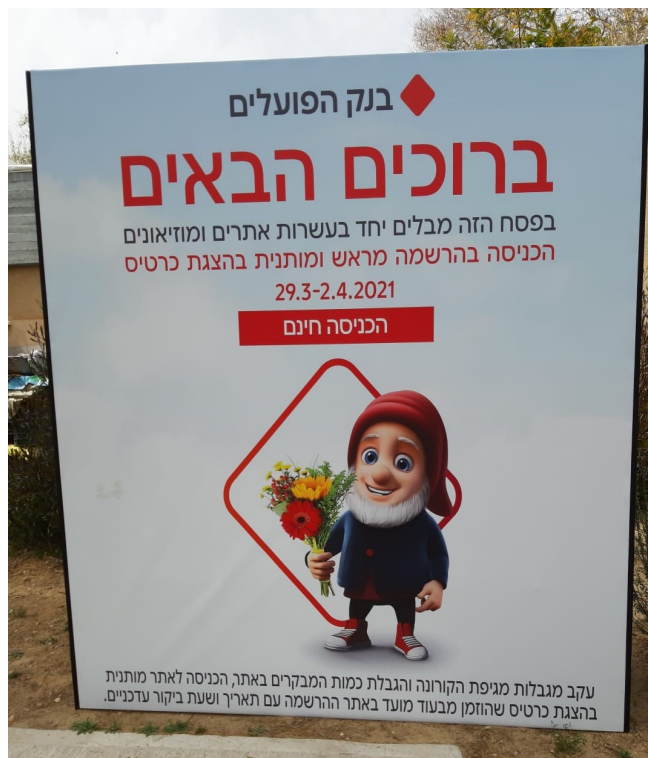 בנק הפועלים
ברוכים הבאים
בפסח הזה מבלים יחד בעשרות אתרים ומוזיאונים
הכניסה בהרשמה מראש ומותנית בהצגת כרטיס
29.3-2.4.2021
הכניסה חינם
עקב מגבלות מגיפת הקורונה והגבלת כמות המבקרים באתר, הכניסה לאתר מותנית
בהצגת כרטיס שהוזמן מבעוד מועד באתר ההרשמה עם תאריך ושעת ביקור עדכניים.